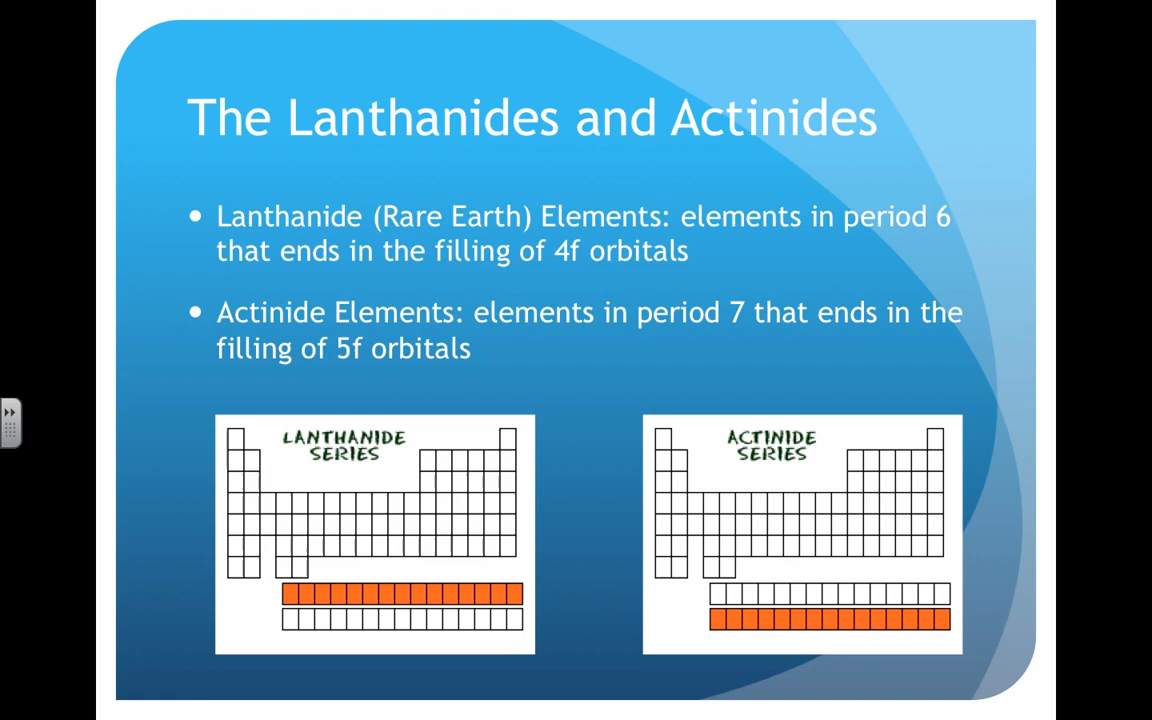 The Lanthanides and Actinides
• Lanthanide (Rare Earth) Elements: elements in period 6
that ends in the filling of 4f orbitals
• Actinide Elements: elements in period 7 that ends in the
filling of 5f orbitals
LANTHANIDE
SERIES
ACTINIDE
SERIES